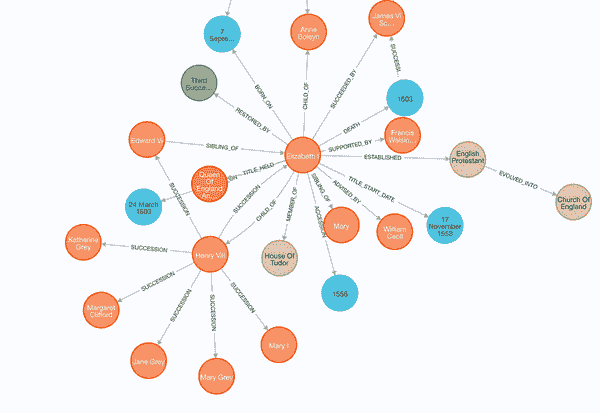 James VI
Sc...
7
Septe...
Anne
Boleyn
SUCCESSI...
Third
Succe...
BORN_ON
CHILD_OF
SUCCEEDED_BY
1603
RESTORED_BY
DEATH
Edward VI
SIBLING_OF
SUPPORTED_BY
Francis
Walsin...
Elizabeth I
ESTABLISHED
English
Protestant...
EVOLVED_INTO
Church Of
England
Queen
Of
England
TITLE_HELD
24 March
1603
SUCCESSION
SUCCESSION
CHILD_OF
MEMBER_OF
SIBLING_OF
ADVISED_BY
TITLE_START_DATE
ACCESSION
Mary
William
Cecil
17
November
1558
Katherine
Grey
SUCCESSION
Henry VIII
House Of
Tudor
SUCCESSION
1558
Margaret
Clifford
SUCCESSION
SUCCESSION
SUCCESSION
Jane Grey
Mary Grey
Mary I